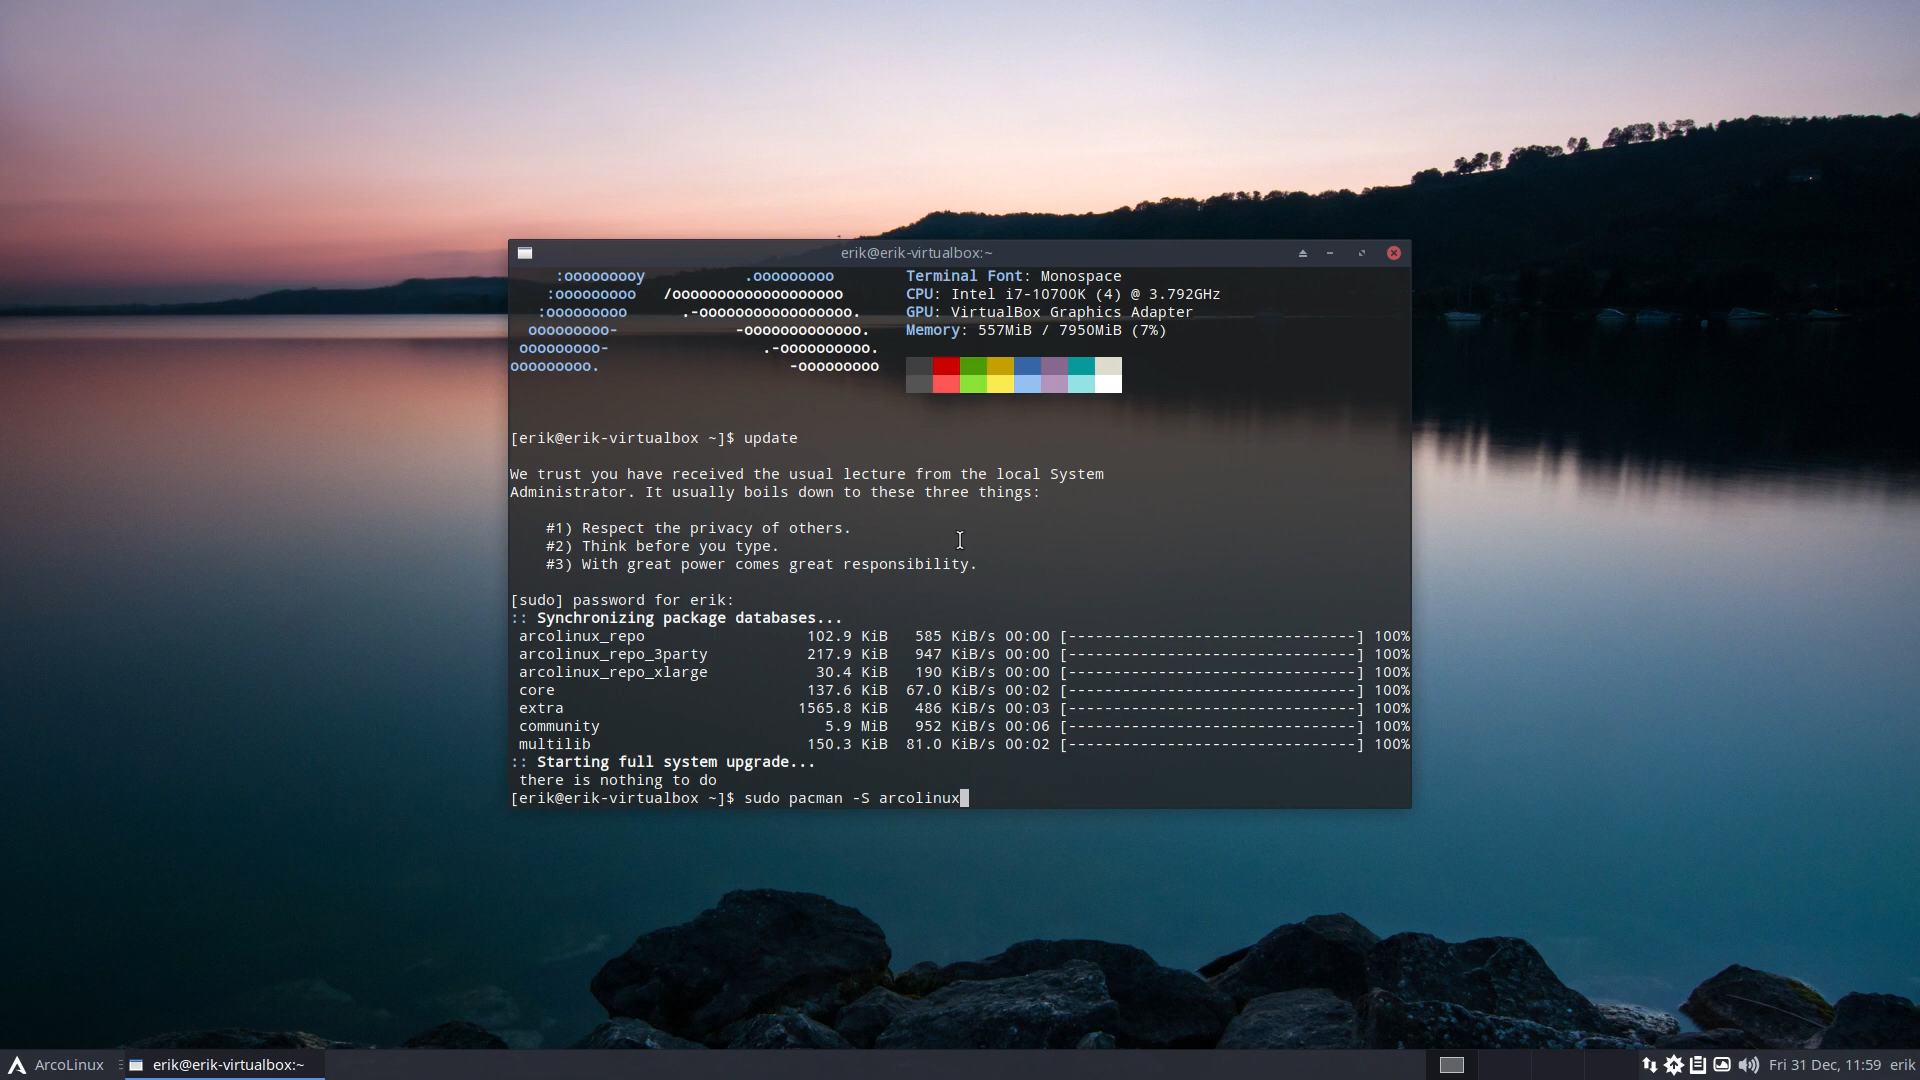 erik@erik-virtualbox:~
:ooooooooy           .ooooooooo        Terminal Font: Monospace
:ooooooooo   /ooooooooooooooooooo       CPU: Intel i7-10700K (4) @ 3.792GHz
:ooooooooo      .-ooooooooooooooooo.     GPU: VirtualBox Graphics Adapter
ooooooooo-             -ooooooooooooo.    Memory: 557MiB / 7950MiB (7%)
ooooooooo-                 .-oooooooooo.
ooooooooo.                     -ooooooooo
[erik@erik-virtualbox ~]$ update
We trust you have received the usual lecture from the local System
Administrator. It usually boils down to these three things:
#1) Respect the privacy of others.
#2) Think before you type.
#3) With great power comes great responsibility.
[sudo] password for erik:
:: Synchronizing package databases...
arcolinux_repo 102.9 KiB 585 KiB/s 00:00 [--------------------------------] 100%
arcolinux_repo_3party 217.9 KiB 947 KiB/s 00:00 [--------------------------------] 100%
arcolinux_repo_xlarge 30.4 KiB 190 KiB/s 00:00 [--------------------------------] 100%
core 137.6 KiB 67.0 KiB/s 00:02 [--------------------------------] 100%
extra 1565.8 KiB 486 KiB/s 00:03 [--------------------------------] 100%
community 5.9 MiB 952 KiB/s 00:06 [--------------------------------] 100%
multilib 150.3 KiB 81.0 KiB/s 00:02 [--------------------------------] 100%
:: Starting full system upgrade...
there is nothing to do
[erik@erik-virtualbox ~]$ sudo pacman -S arcolinux
ArcoLinux erik@erik-virtualbox:~ Fri 31 Dec, 11:59 erik